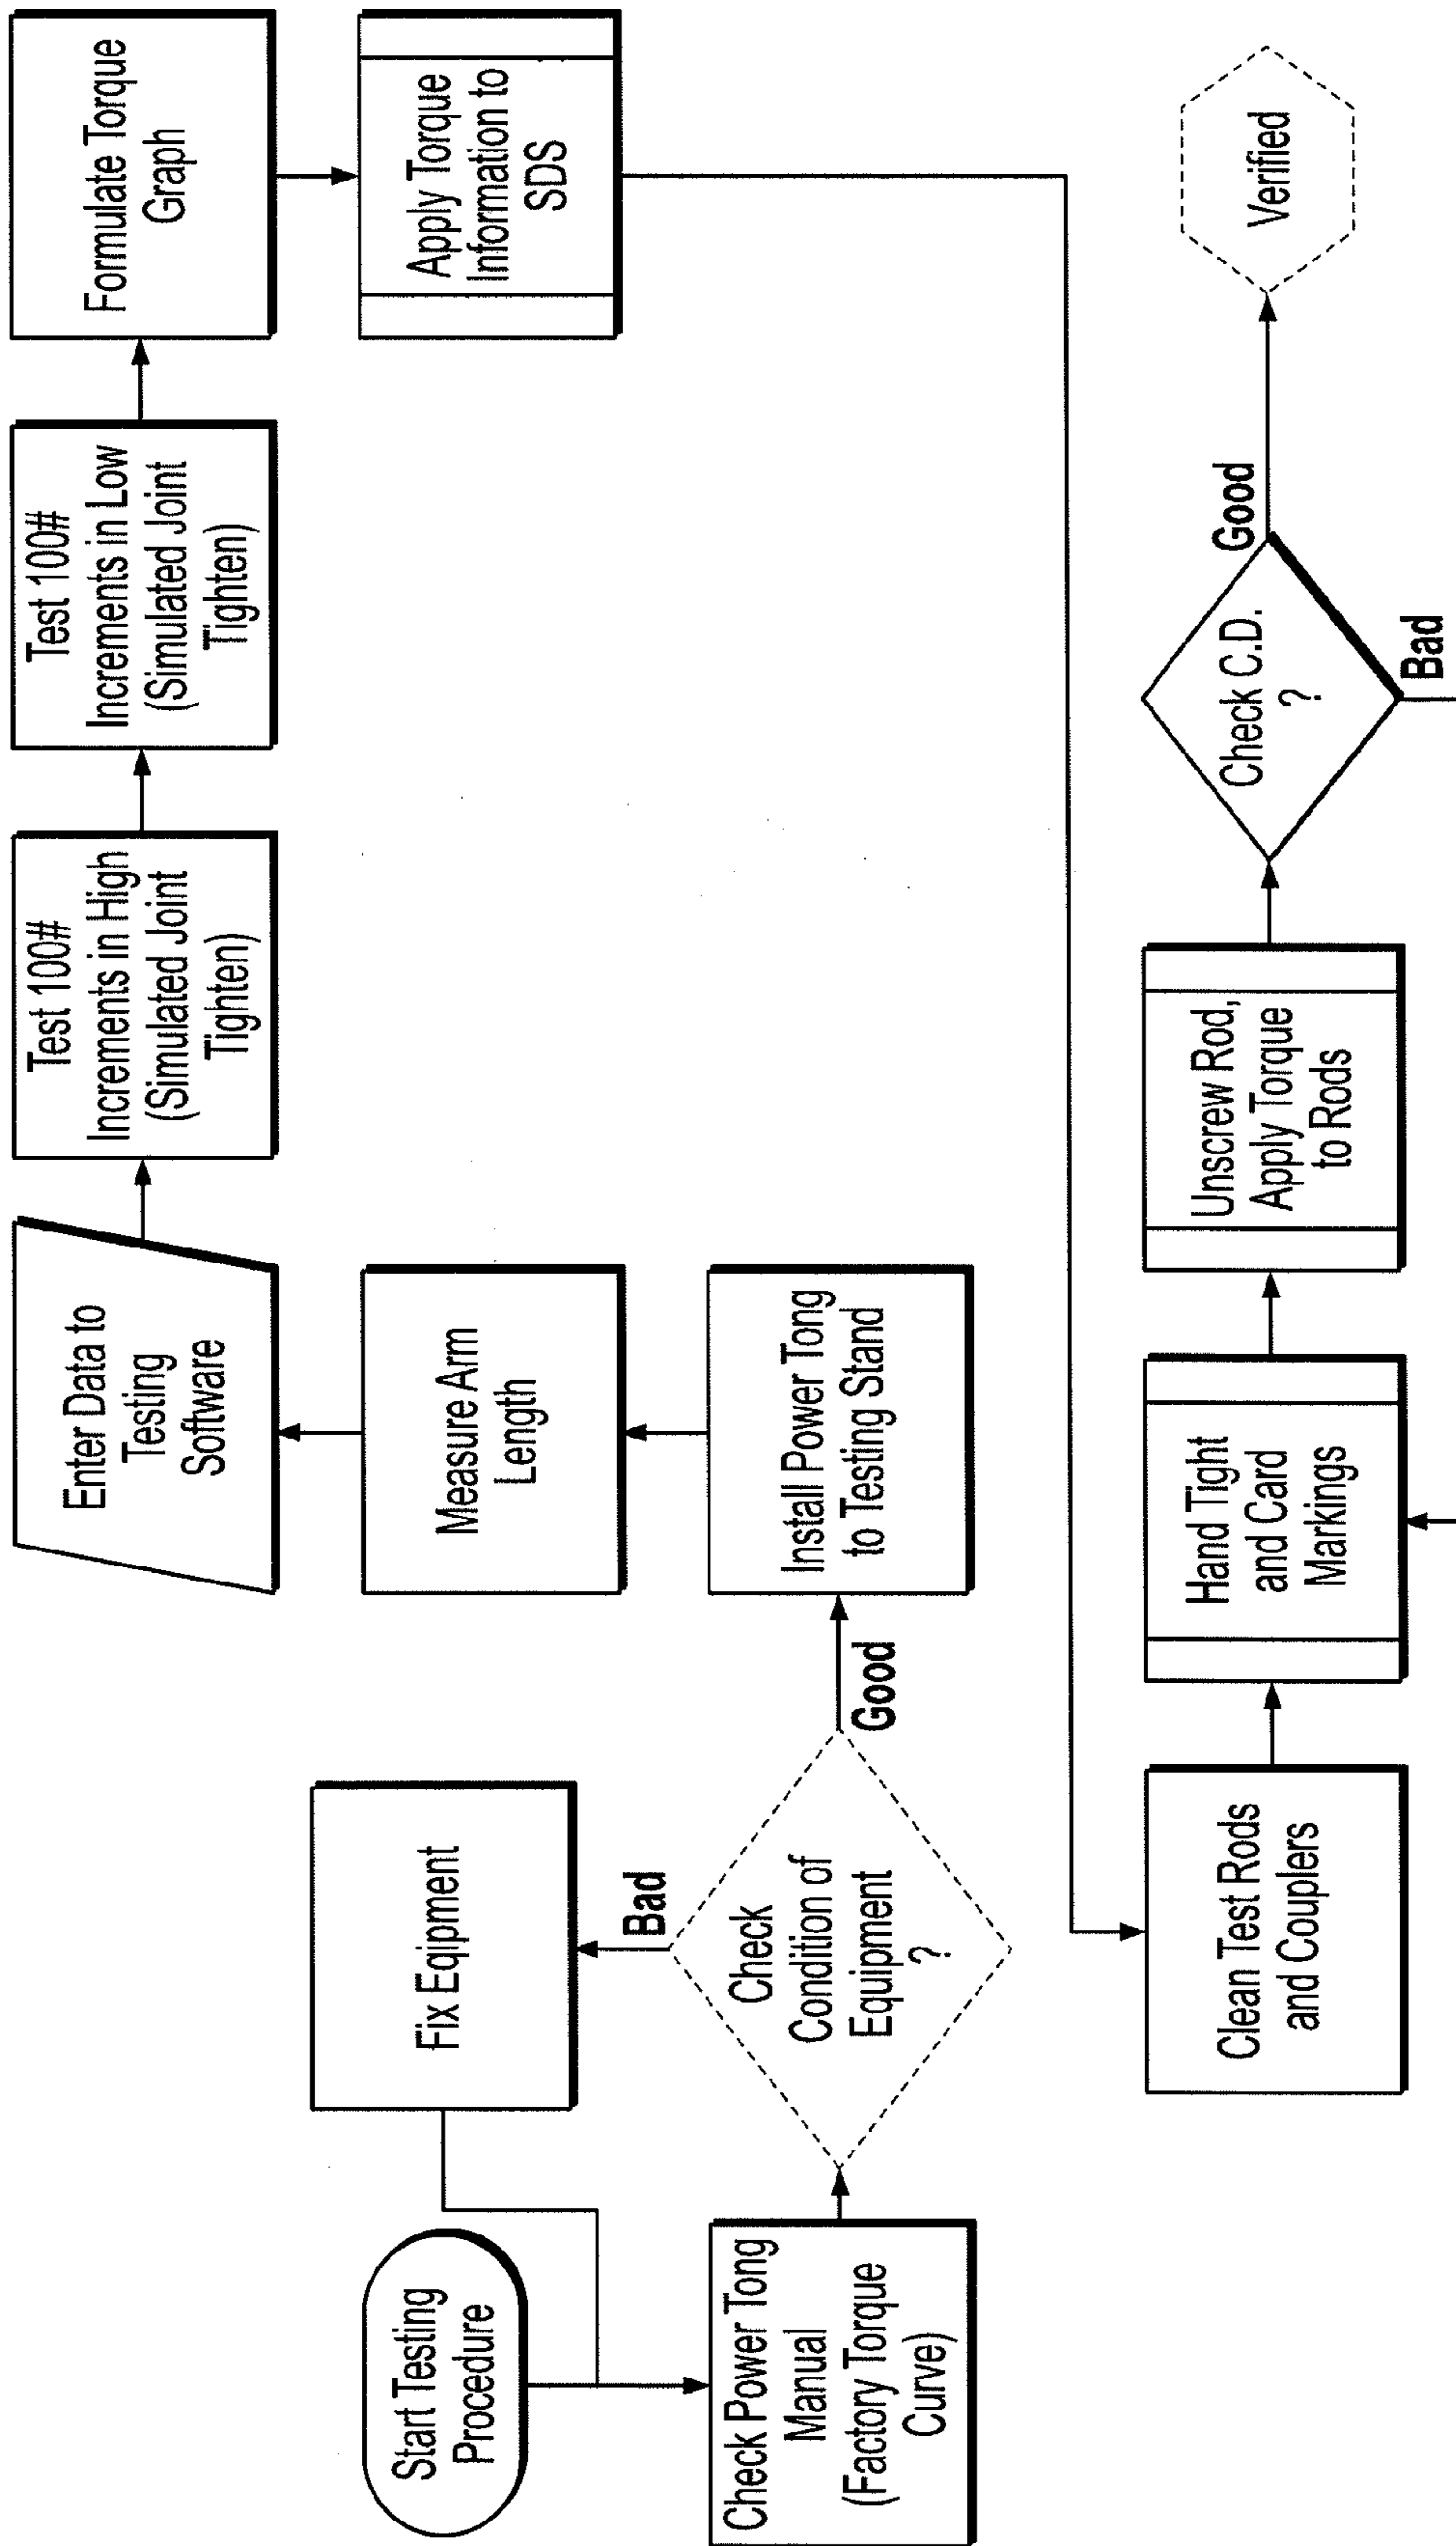 Start Testing
Procedure
Check Power Tong
Manual
(Factory Torque
Curve)
Fix Eqipment
Bad
Check
Condition of
Equipment
?
Good
Install Power Tong
to Testing Stand
Measure Arm
Length
Enter Data to
Testing
Software
Test 100#
Increments in High
(Simulated Joint
Tighten)
Test 100#
Increments in Low
(Simulated Joint
Tighten)
Formulate Torque
Graph
Apply Torque
Information to
SDS
Clean Test Rods
and Couplers
Hand Tight
and Card
Markings
Unscrew Rod,
Apply Torque
to Rods
Check C.D.
?
Good
Bad
Verified